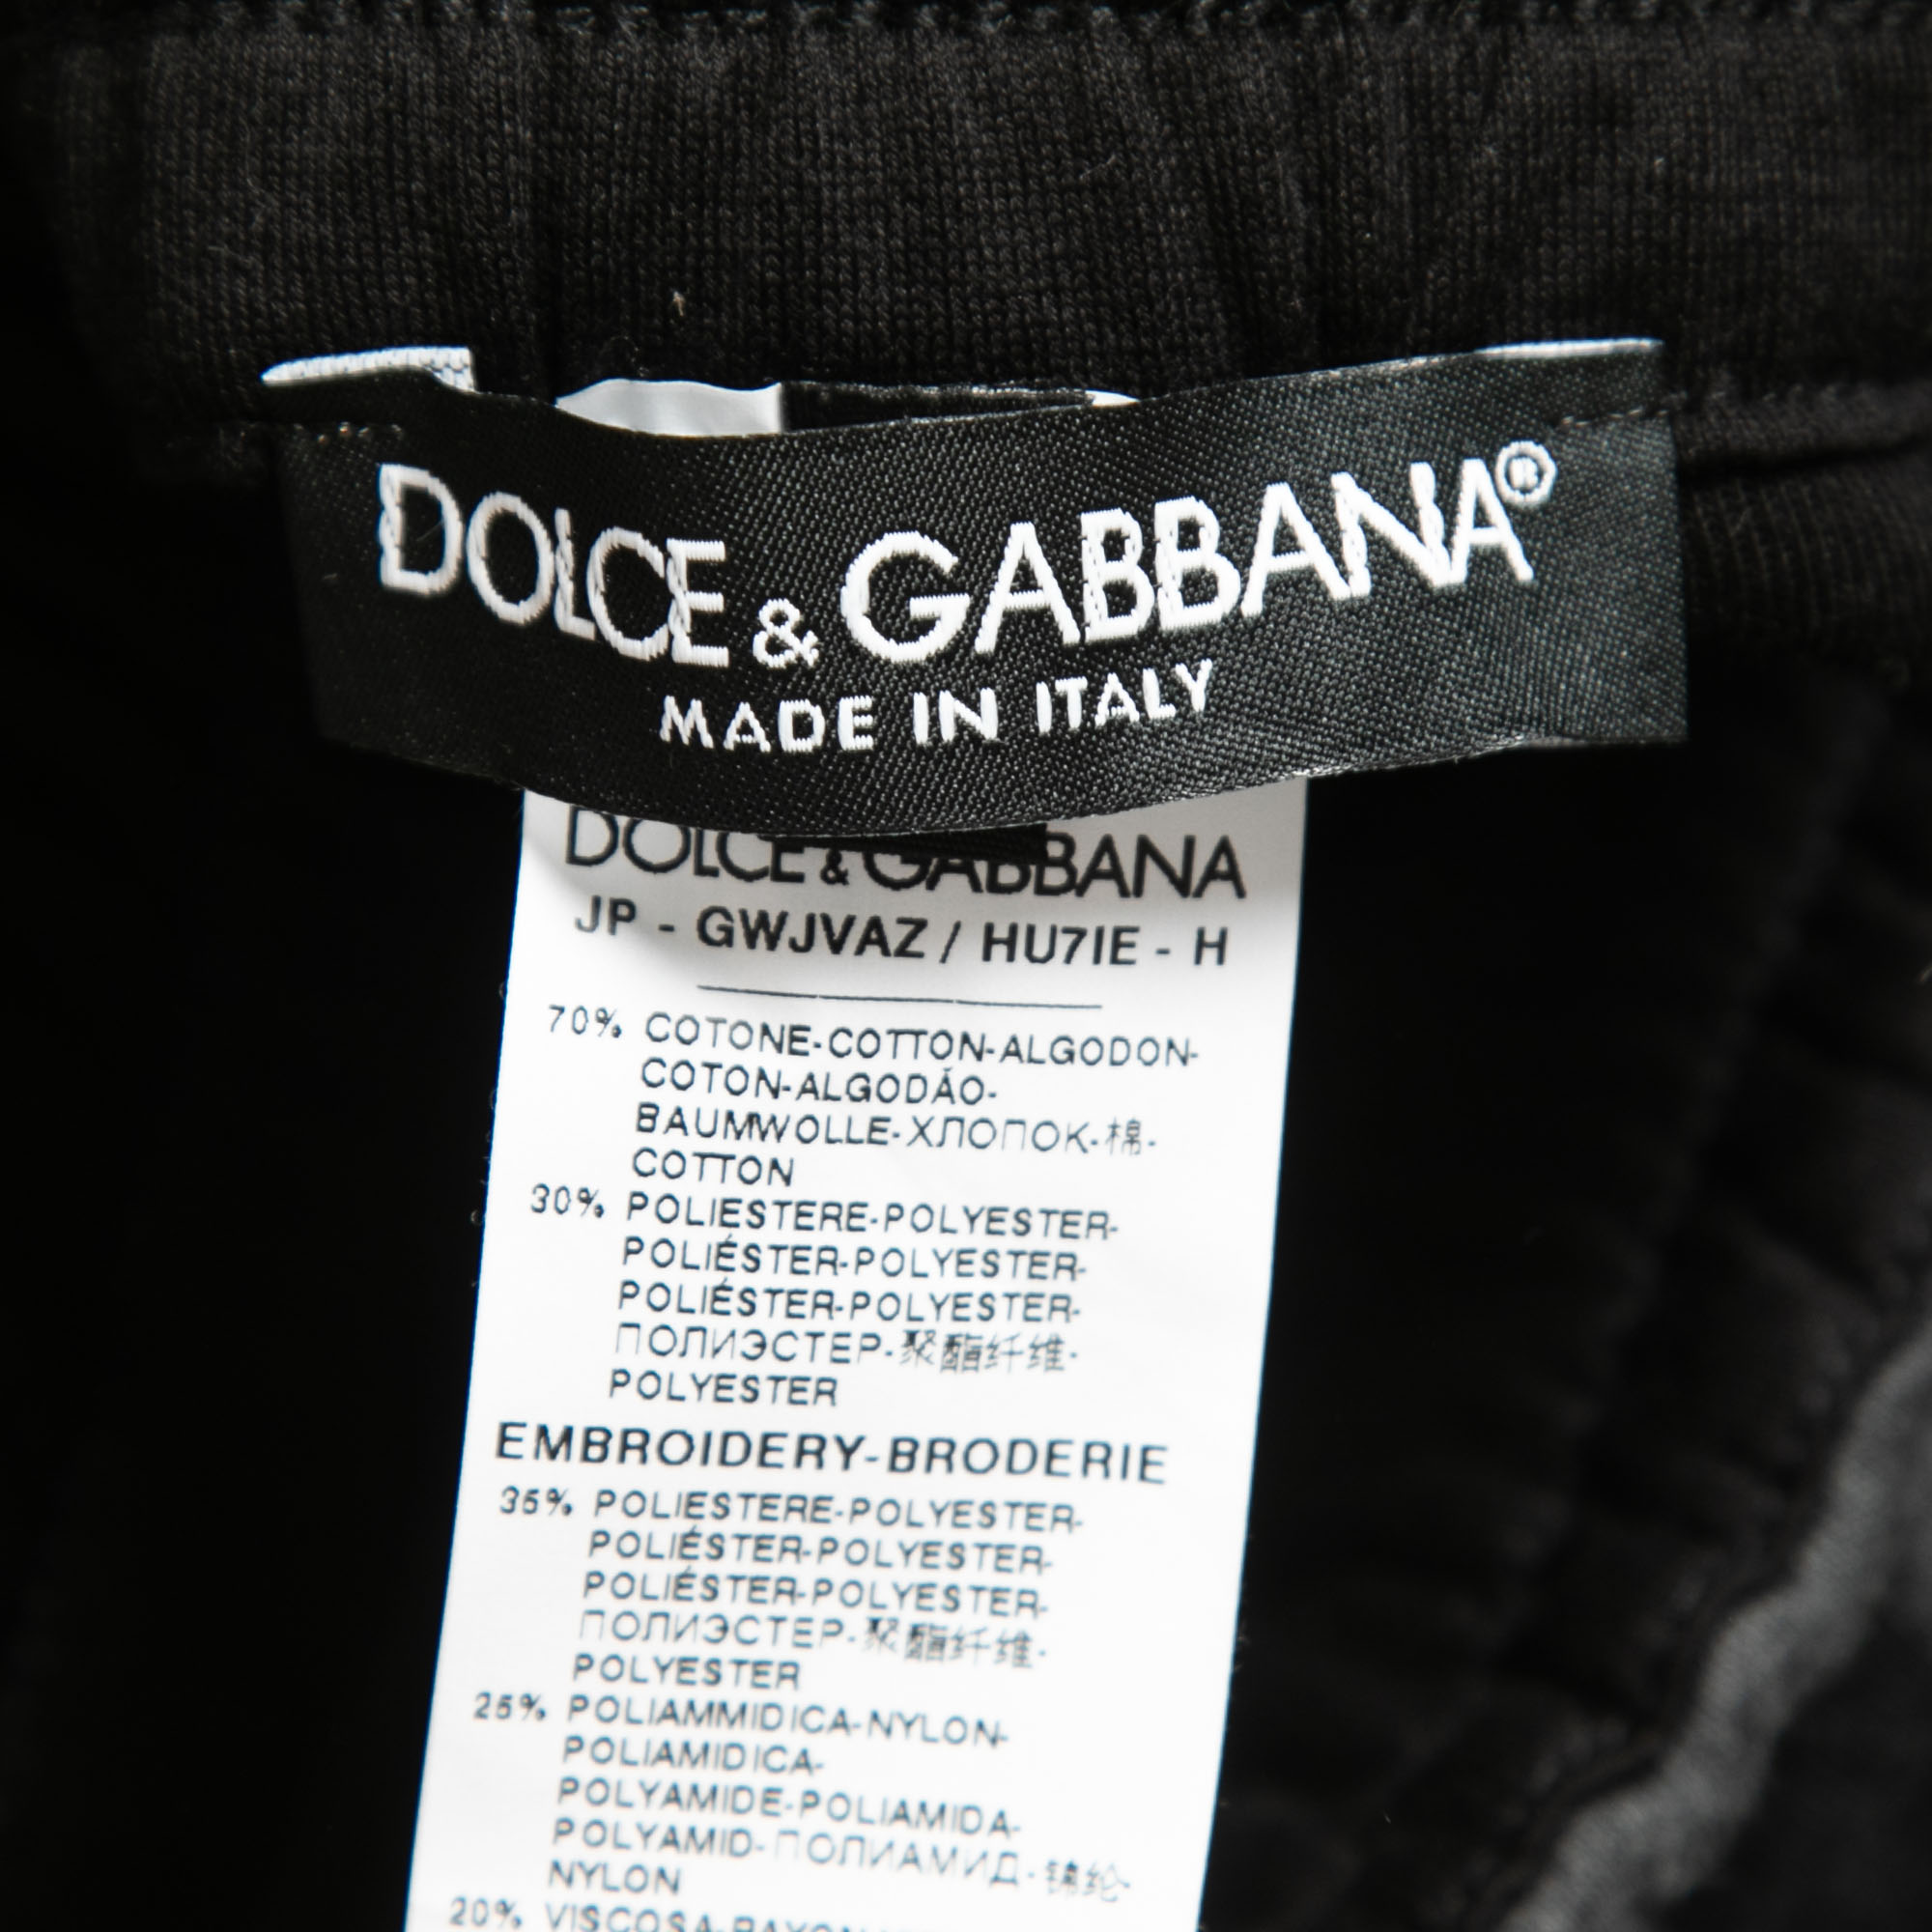 DOLCE & GABBANA®
MADE IN ITALY
DOLCE & GABBANA
JP - GWJVAZ / HU7IE - H
70% COTONE-COTTON-ALGODON-
COTON-ALGODÃO-
BAUMWOLLE-ХЛОПОК-棉-
COTTON
30% POLIESTERE-POLYESTER-
POLIÉSTER-POLYESTER-
POLIÉSTER-POLYESTER-
ПОЛИЭСТЕР-聚酯纤维-
POLYESTER
EMBROIDERY-BRODERIE
35% POLIESTERE-POLYESTER-
POLIÉSTER-POLYESTER-
POLIÉSTER-POLYESTER-
ПОЛИЭСТЕР-聚酯纤维-
POLYESTER
25% POLIAMMIDICA-NYLON-
POLIAMIDICA-
POLYAMIDE-POLIAMIDA-
POLYAMID-ПОЛИАМИД-锦纶-
NYLON
20% VISCOSA-RAYON